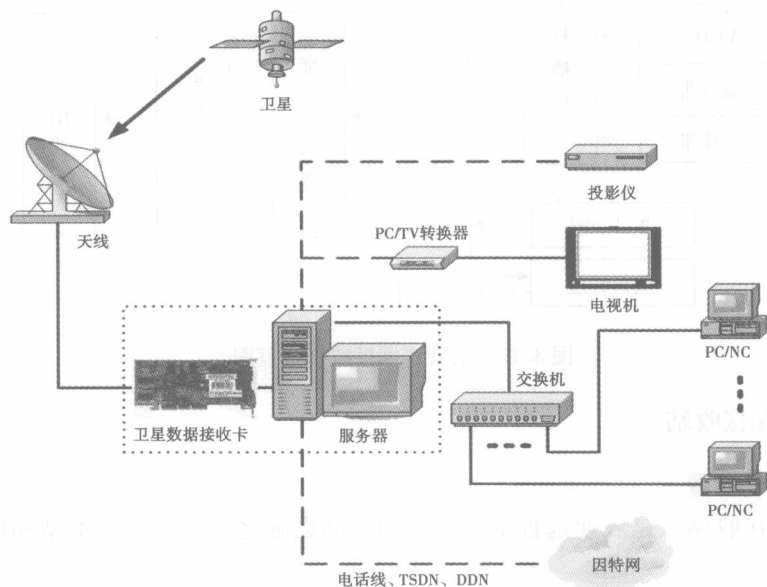 卫星
投影仪
天线
PC/TV转换器
电视机
PC/NC
交换机
卫星数据接收卡
服务器
PC/NC
因特网
电话线、TSDN、DDN